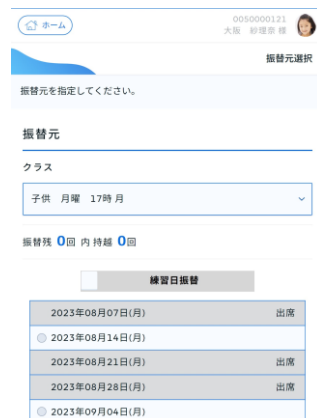 ホーム
0050000121
大阪 紗理奈 様
振替元選択
振替元を指定してください。
振替元
クラス
子供 月曜 17時 月
振替残 0回 内 持越 0回
練習日振替
2023年08月07日(月) 出席
2023年08月14日(月)
2023年08月21日(月) 出席
2023年08月28日(月) 出席
2023年09月04日(月)